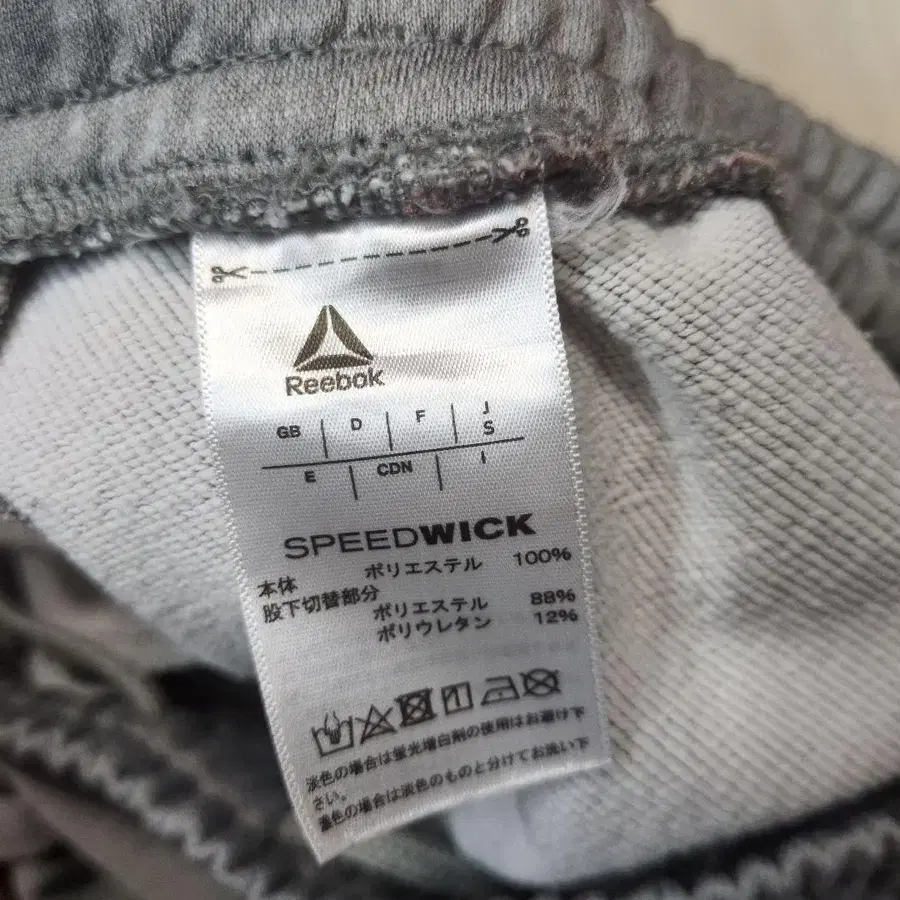 Reebok
GB D F J
S
E CDN I
SPEEDWICK
本体 ポリエステル 100%
股下切替部分 ポリエステル 88%
ポリウレタン 12%
淡色の場合は蛍光増白剤の使用はお避け下
さい。
濃色の場合は淡色のものと分けてお洗い下